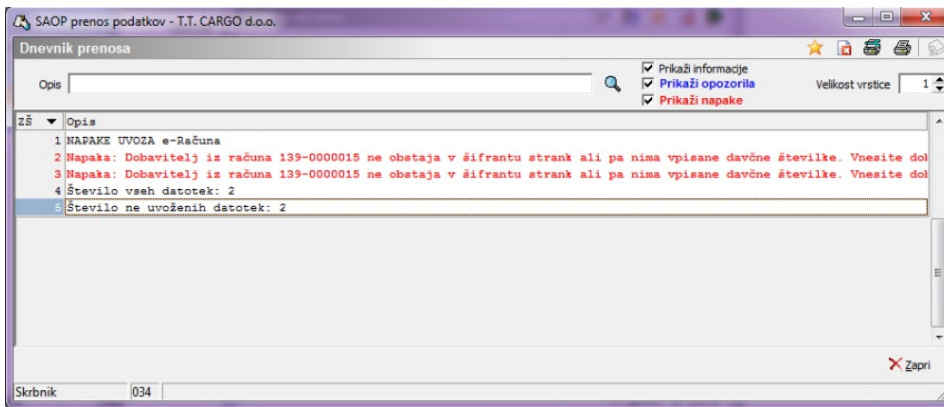 SAOP prenos podatkov - T.T. CARGO d.o.o.
Dnevnik prenosa
Opis
Prikaži informacije
Prikaži opozorila
Prikaži napake
Velikost vrstice 1
ZŠ Opis
1 NAPAKE UVOZA e-Računa
2 Napaka: Dobavitelj iz računa 139-0000015 ne obstaja v šifrantu strank ali pa nima vpisane davčne številke. Vnesite dol
3 Napaka: Dobavitelj iz računa 139-0000015 ne obstaja v šifrantu strank ali pa nima vpisane davčne številke. Vnesite dol
4 Število vseh datotek: 2
5 Število ne uvoženih datotek: 2
Zapri
Skrbnik 034